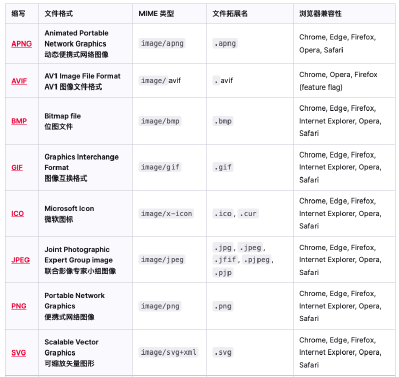 缩写 文件格式 MIME 类型 文件拓展名 浏览器兼容性
APNG
Animated Portable
Network Graphics
动态便携式网络图像
image/apng
.apng
Chrome, Edge, Firefox,
Opera, Safari
AVIF
AV1 Image File Format
AV1 图像文件格式
image/ avif
. avif
Chrome, Opera, Firefox
(feature flag)
BMP
Bitmap file
位图文件
image/bmp
.bmp
Chrome, Edge, Firefox,
Internet Explorer, Opera,
Safari
GIF
Graphics Interchange
Format
图像互换格式
image/gif
.gif
Chrome, Edge, Firefox,
Internet Explorer, Opera,
Safari
ICO
Microsoft Icon
微软图标
image/x-icon
.ico, .cur
Chrome, Edge, Firefox,
Internet Explorer, Opera,
Safari
JPEG
Joint Photographic
Expert Group image
联合影像专家小组图像
image/jpeg
.jpg, .jpeg,
.jfif, .pjpeg,
.pjp
Chrome, Edge, Firefox,
Internet Explorer, Opera,
Safari
PNG
Portable Network
Graphics
便携式网络图像
image/png
.png
Chrome, Edge, Firefox,
Internet Explorer, Opera,
Safari
SVG
Scalable Vector
Graphics
可缩放矢量图形
image/svg+xml
.svg
Chrome, Edge, Firefox,
Internet Explorer, Opera,
Safari